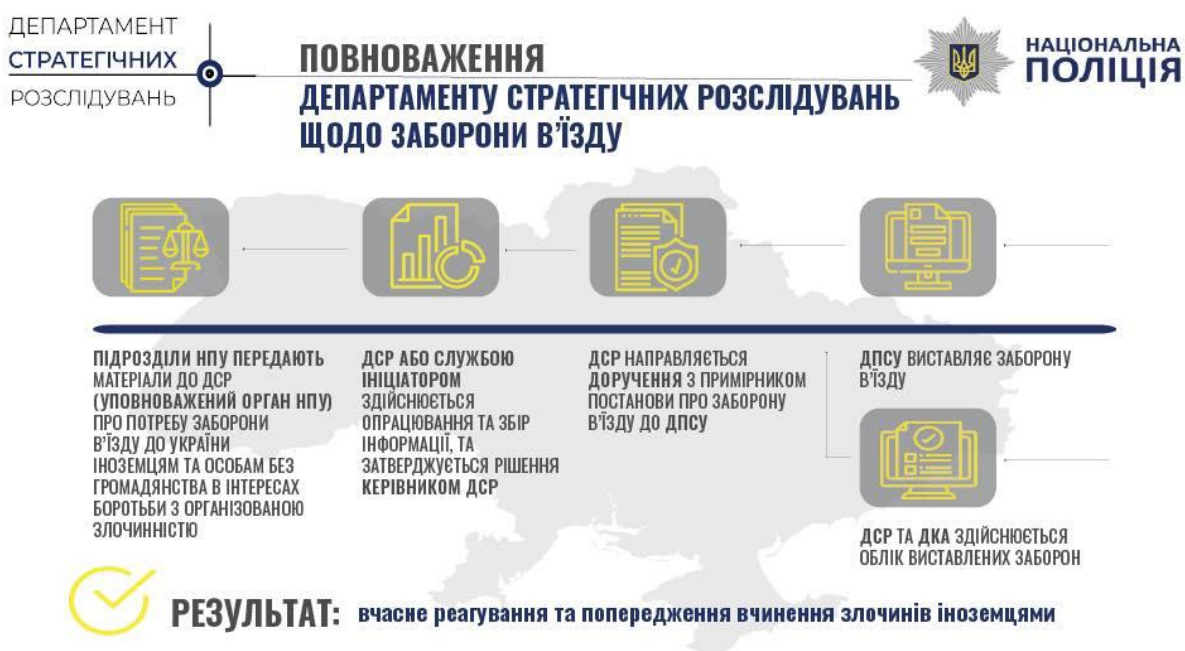 ДЕПАРТАМЕНТ
СТРАТЕГІЧНИХ
РОЗСЛІДУВАНЬ
ПОВНОВАЖЕННЯ
ДЕПАРТАМЕНТУ СТРАТЕГІЧНИХ РОЗСЛІДУВАНЬ
ЩОДО ЗАБОРОНИ В’ЇЗДУ
НАЦІОНАЛЬНА
ПОЛІЦІЯ
ПІДРОЗДІЛИ НПУ ПЕРЕДАЮТЬ
МАТЕРІАЛИ ДО ДСР
(УПОВНОВАЖЕНИЙ ОРГАН НПУ)
ПРО ПОТРЕБУ ЗАБОРОНИ
В’ЇЗДУ ДО УКРАЇНИ
ІНОЗЕМЦЯМ ТА ОСОБАМ БЕЗ
ГРОМАДЯНСТВА В ІНТЕРЕСАХ
БОРОТЬБИ З ОРГАНІЗОВАНОЮ
ЗЛОЧИННІСТЮ
ДСР АБО СЛУЖБОЮ
ІНІЦІАТОРОМ
ЗДІЙСНЮЄТЬСЯ
ОПРАЦЮВАННЯ ТА ЗБІР
ІНФОРМАЦІЇ, ТА
ЗАТВЕРДЖУЄТЬСЯ РІШЕННЯ
КЕРІВНИКОМ ДСР
ДСР НАПРАВЛЯЄТЬСЯ
ДОРУЧЕННЯ З ПРИМІРНИКОМ
ПОСТАНОВИ ПРО ЗАБОРОНУ
В’ЇЗДУ ДО ДПСУ
ДПСУ ВИСТАВЛЯЄ ЗАБОРОНУ
В’ЇЗДУ
ДСР ТА ДКА ЗДІЙСНЮЄТЬСЯ
ОБЛІК ВИСТАВЛЕНИХ ЗАБОРОН
РЕЗУЛЬТАТ: вчасне реагування та попередження вчинення злочинів іноземцями